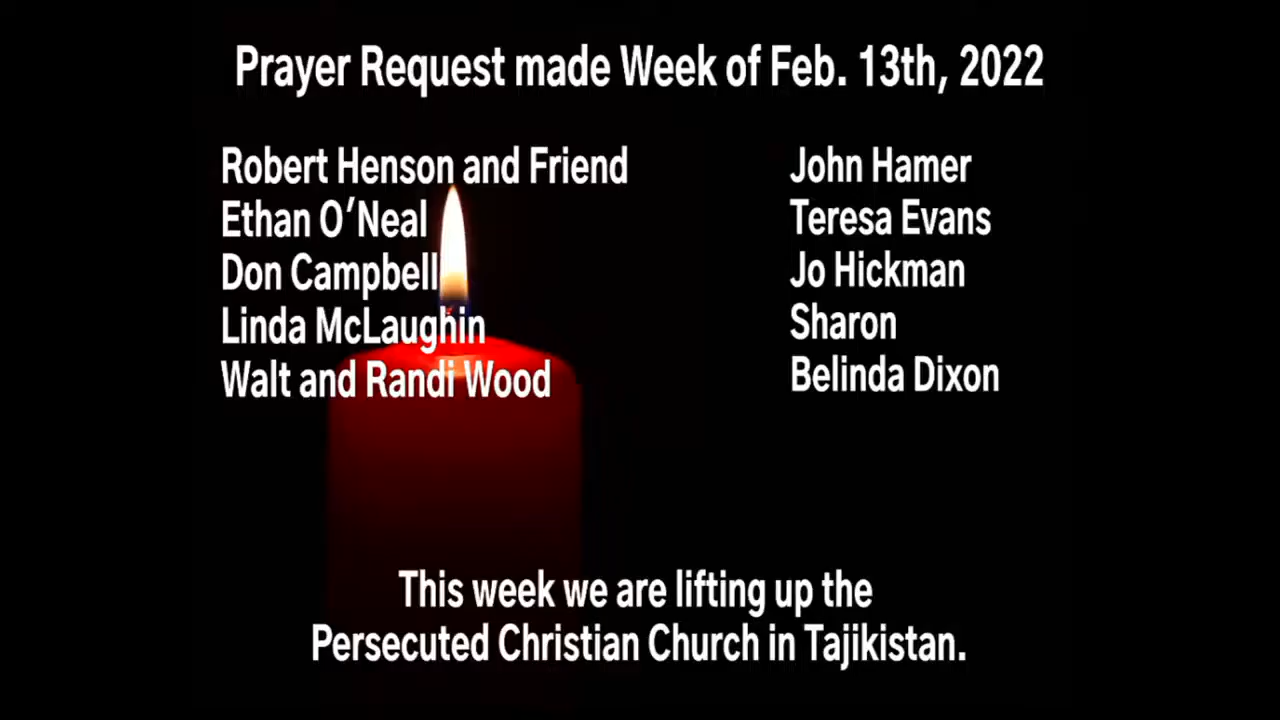 Prayer Request made Week of Feb. 13th, 2022
Robert Henson and Friend
Ethan O'Neal
Don Campbell
Linda McLaughin
Walt and Randi Wood
John Hamer
Teresa Evans
Jo Hickman
Sharon
Belinda Dixon
This week we are lifting up the
Persecuted Christian Church in Tajikistan.